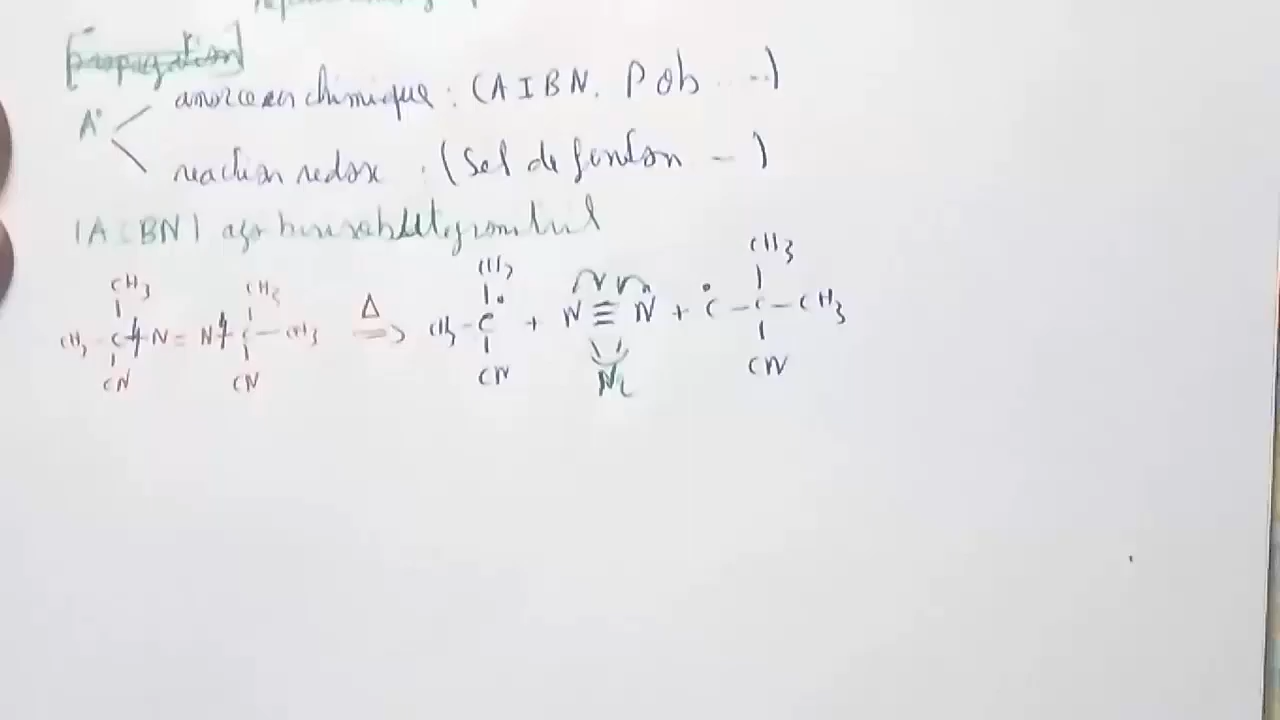 [propagation]
A° amorceur chimique : (AIBN, Pob ...)
reaction redox : (Sel de fenton - )
(AIBN)
CH3 CH3 CH3 CH3
CH3 - C - N = N - C - CH3 Δ => CH3 - C• + N ≡ N + •C - C - CH3
CN CN CN N2 CN